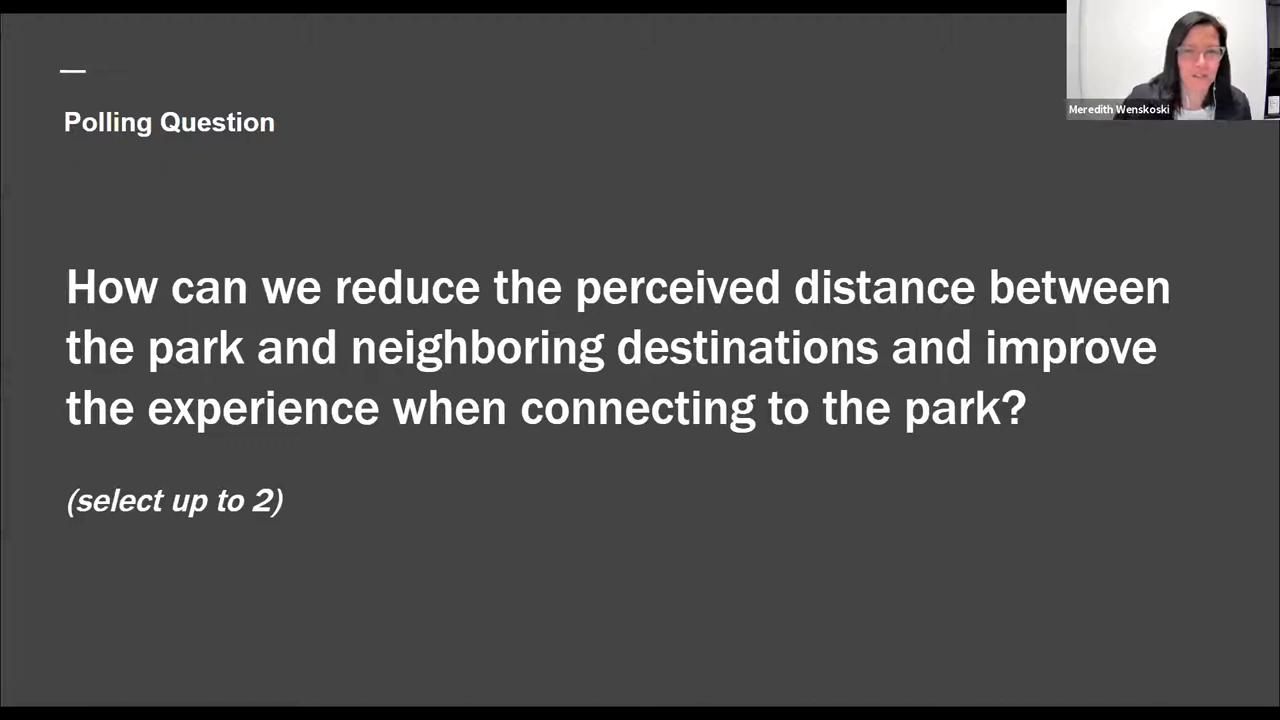 Polling Question
Meredith Wenskoski
How can we reduce the perceived distance between
the park and neighboring destinations and improve
the experience when connecting to the park?
(select up to 2)